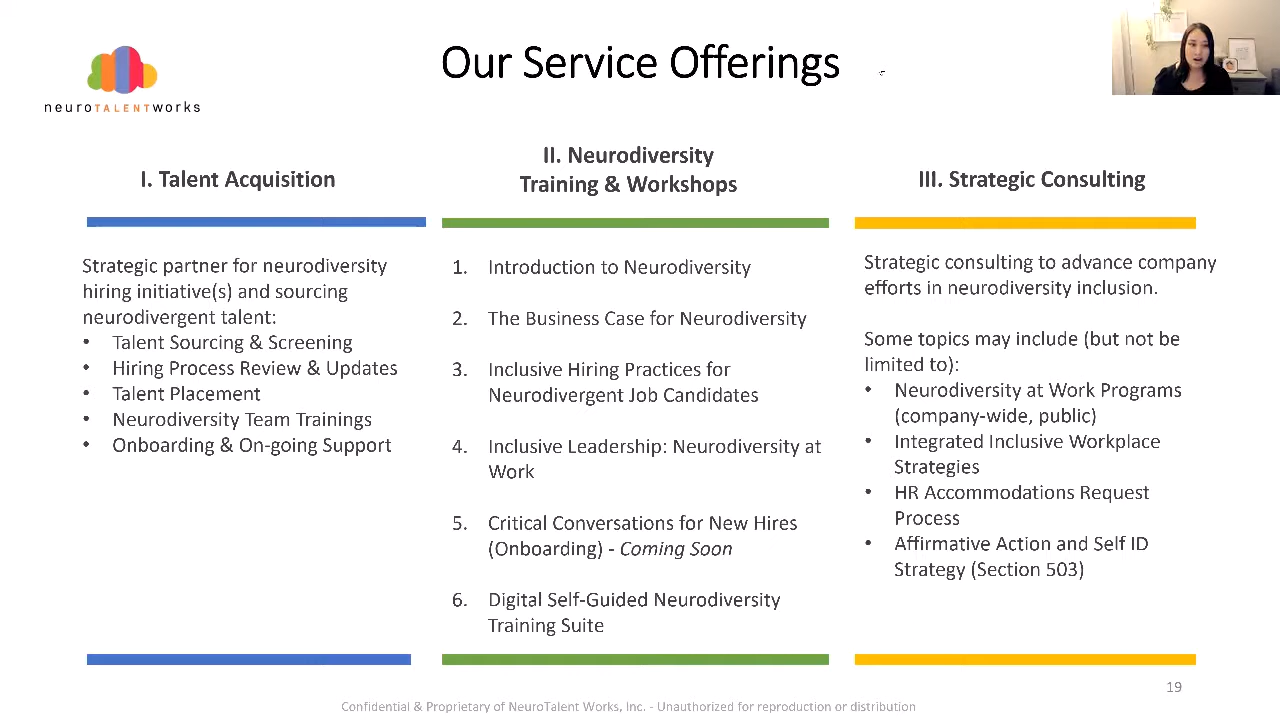 Our Service Offerings
neuroTALENTworks
I. Talent Acquisition
Strategic partner for neurodiversity
hiring initiative(s) and sourcing
neurodivergent talent:
• Talent Sourcing & Screening
• Hiring Process Review & Updates
• Talent Placement
• Neurodiversity Team Trainings
• Onboarding & On-going Support
II. Neurodiversity
Training & Workshops
1. Introduction to Neurodiversity
2. The Business Case for Neurodiversity
3. Inclusive Hiring Practices for
Neurodivergent Job Candidates
4. Inclusive Leadership: Neurodiversity at
Work
5. Critical Conversations for New Hires
(Onboarding) - Coming Soon
6. Digital Self-Guided Neurodiversity
Training Suite
III. Strategic Consulting
Strategic consulting to advance company
efforts in neurodiversity inclusion.
Some topics may include (but not be
limited to):
• Neurodiversity at Work Programs
(company-wide, public)
• Integrated Inclusive Workplace
Strategies
• HR Accommodations Request
Process
• Affirmative Action and Self ID
Strategy (Section 503)
19
Confidential & Proprietary of NeuroTalent Works, Inc. - Unauthorized for reproduction or distribution